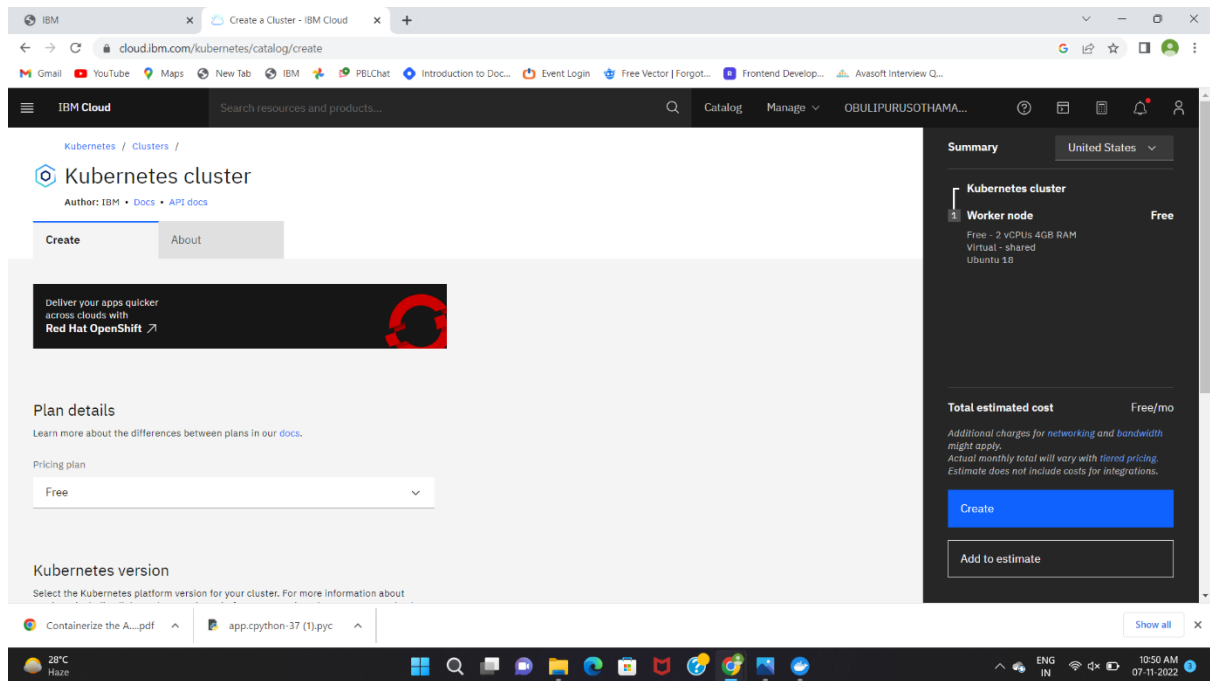 IBM
Create a Cluster - IBM Cloud
cloud.ibm.com/kubernetes/catalog/create
Gmail YouTube Maps New Tab IBM PBLChat Introduction to Doc... Event Login Free Vector | Forgot... Frontend Develop... Avasoft Interview Q...
IBM Cloud
Search resources and products...
Catalog
Manage
OBULIPURUSOTHAMA...
Kubernetes / Clusters /
Kubernetes cluster
Author: IBM • Docs • API docs
Create
About
Deliver your apps quicker
across clouds with
Red Hat OpenShift
Plan details
Learn more about the differences between plans in our docs.
Pricing plan
Free
Kubernetes version
Select the Kubernetes platform version for your cluster. For more information about
Summary
United States
Kubernetes cluster
1 Worker node Free
Free - 2 vCPUs 4GB RAM
Virtual - shared
Ubuntu 18
Total estimated cost Free/mo
Additional charges for networking and bandwidth
might apply.
Actual monthly total will vary with tiered pricing.
Estimate does not include costs for integrations.
Create
Add to estimate
Containerize the A....pdf
app.cpython-37 (1).pyc
Show all
28°C
Haze
ENG
IN
10:50 AM
07-11-2022
3